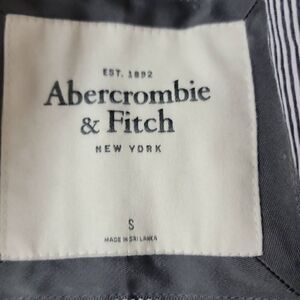 EST. 1892
Abercrombie
& Fitch
NEW YORK
S
MADE IN SRI LANKA